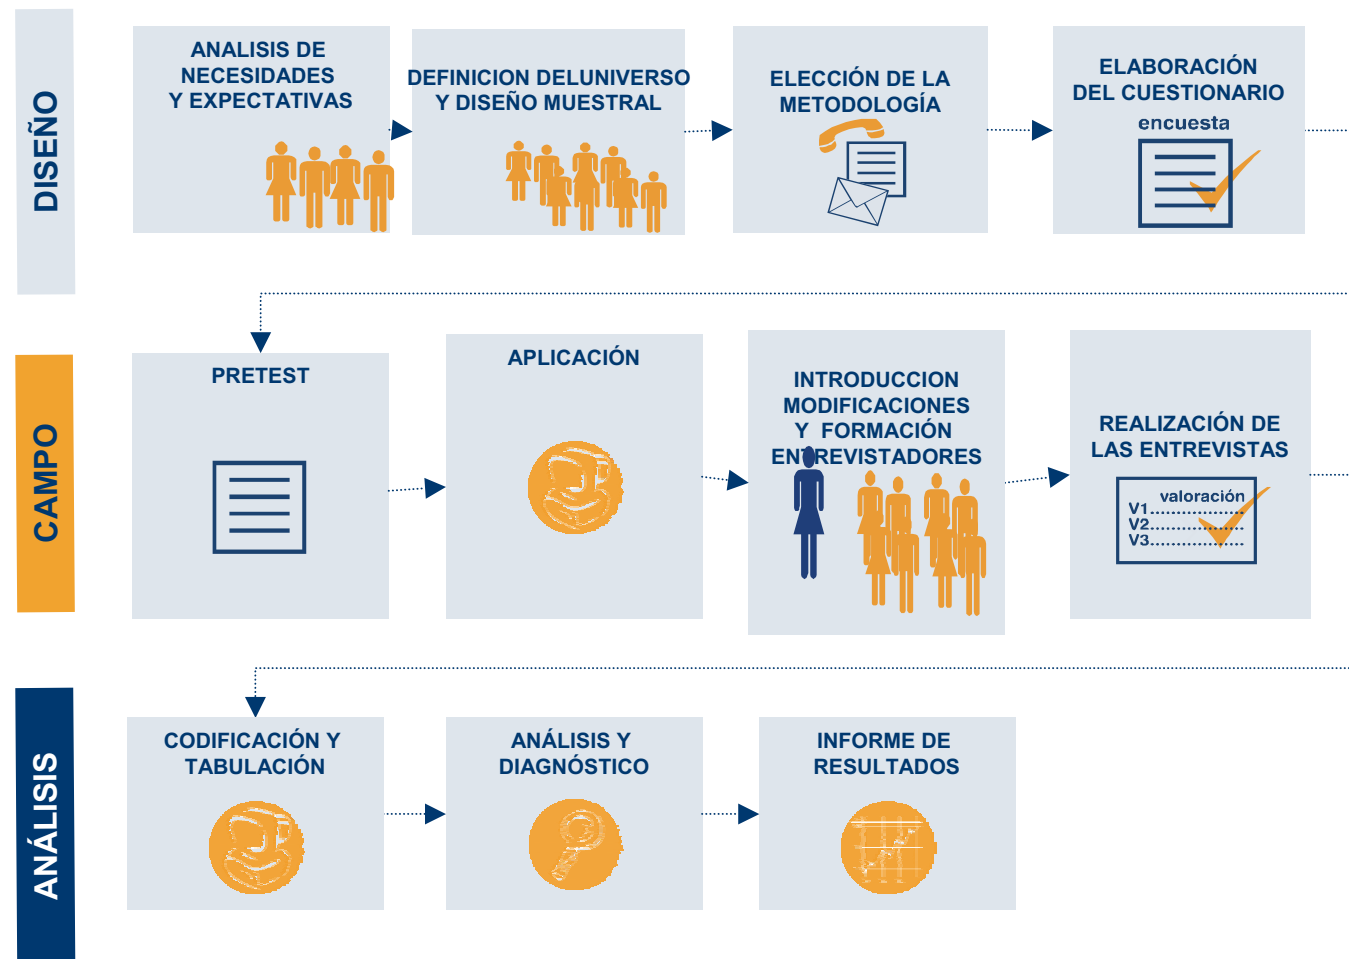 DISEÑO
ANALISIS DE
NECESIDADES
Y EXPECTATIVAS
DEFINICION DELUNIVERSO
Y DISEÑO MUESTRAL
ELECCIÓN DE LA
METODOLOGÍA
ELABORACIÓN
DEL CUESTIONARIO
encuesta
CAMPO
PRETEST
APLICACIÓN
INTRODUCCION
MODIFICACIONES
Y FORMACIÓN
ENTREVISTADORES
REALIZACIÓN DE
LAS ENTREVISTAS
valoración
V1...............
V2...............
V3...............
ANÁLISIS
CODIFICACIÓN Y
TABULACIÓN
ANÁLISIS Y
DIAGNÓSTICO
INFORME DE
RESULTADOS